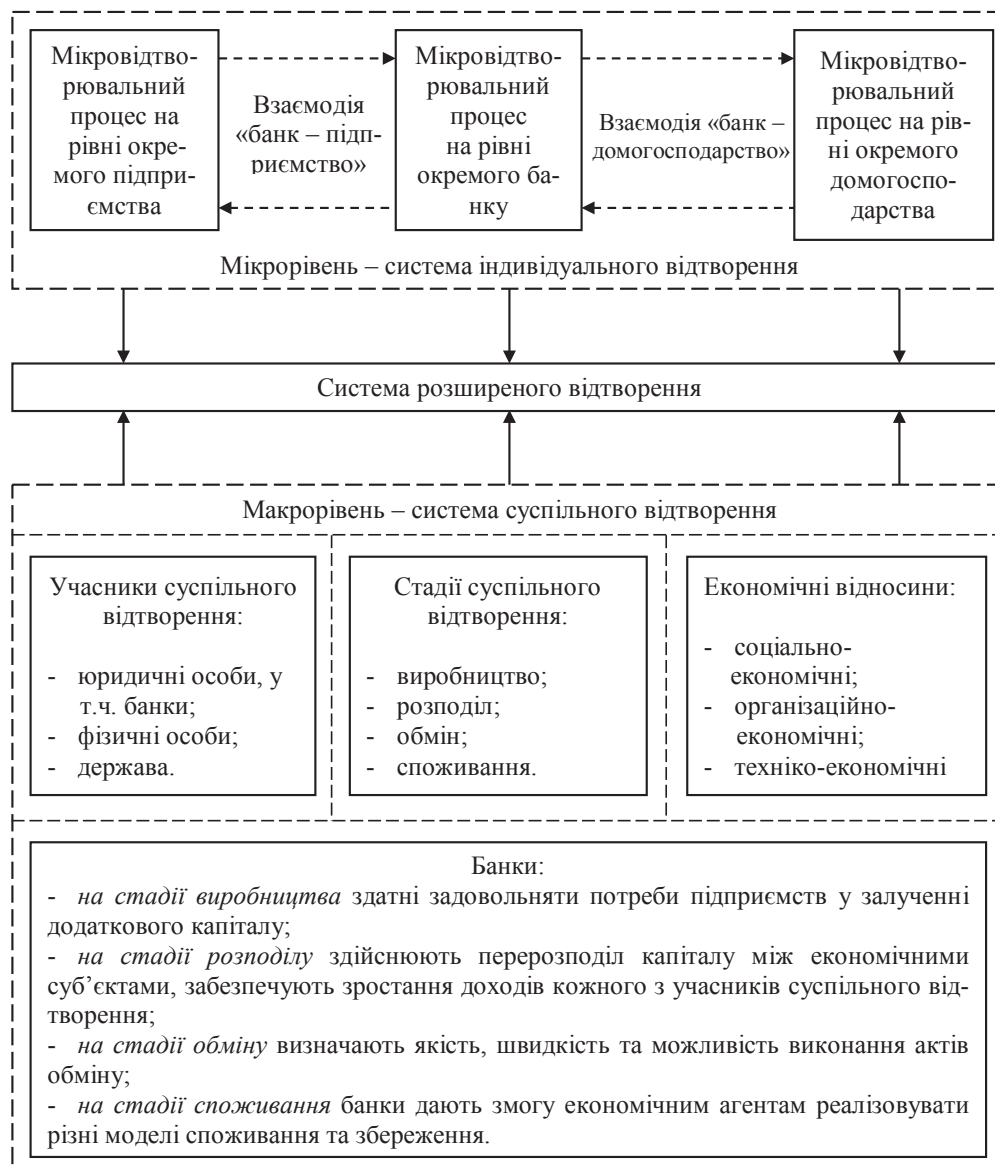 Мікровідтво-
рювальний
процес на
рівні окре-
мого підпри-
ємства
Взаємодія
«банк – підп-
риємство»
Мікровідтво-
рювальний
процес
на рівні
окремого ба-
нку
Взаємодія «банк –
домогосподарство»
Мікровідтво-
рювальний
процес на рів-
ні окремого
домогоспо-
дарства
Мікрорівень – система індивідуального відтворення
Система розширеного відтворення
Макрорівень – система суспільного відтворення
Учасники суспільного
відтворення:
- юридичні особи, у
т.ч. банки;
- фізичні особи;
- держава.
Стадії суспільного
відтворення:
- виробництво;
- розподіл;
- обмін;
- споживання.
Економічні відносини:
- соціально-
економічні;
- організаційно-
економічні;
- техніко-економічні
Банки:
- на стадії виробництва здатні задовольняти потреби підприємств у залученні
додаткового капіталу;
- на стадії розподілу здійснюють перерозподіл капіталу між економічними
суб’єктами, забезпечують зростання доходів кожного з учасників суспільного від-
творення;
- на стадії обміну визначають якість, швидкість та можливість виконання актів
обміну;
- на стадії споживання банки дають змогу економічним агентам реалізовувати
різні моделі споживання та збереження.